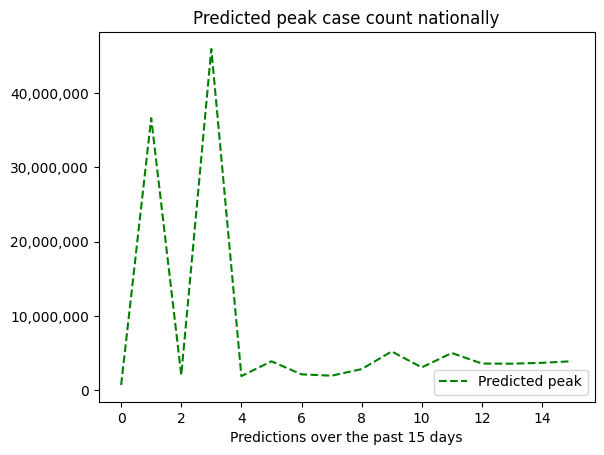 Predicted peak case count nationally
40,000,000
30,000,000
20,000,000
10,000,000
0
Predicted peak
0 2 4 6 8 10 12 14
Predictions over the past 15 days